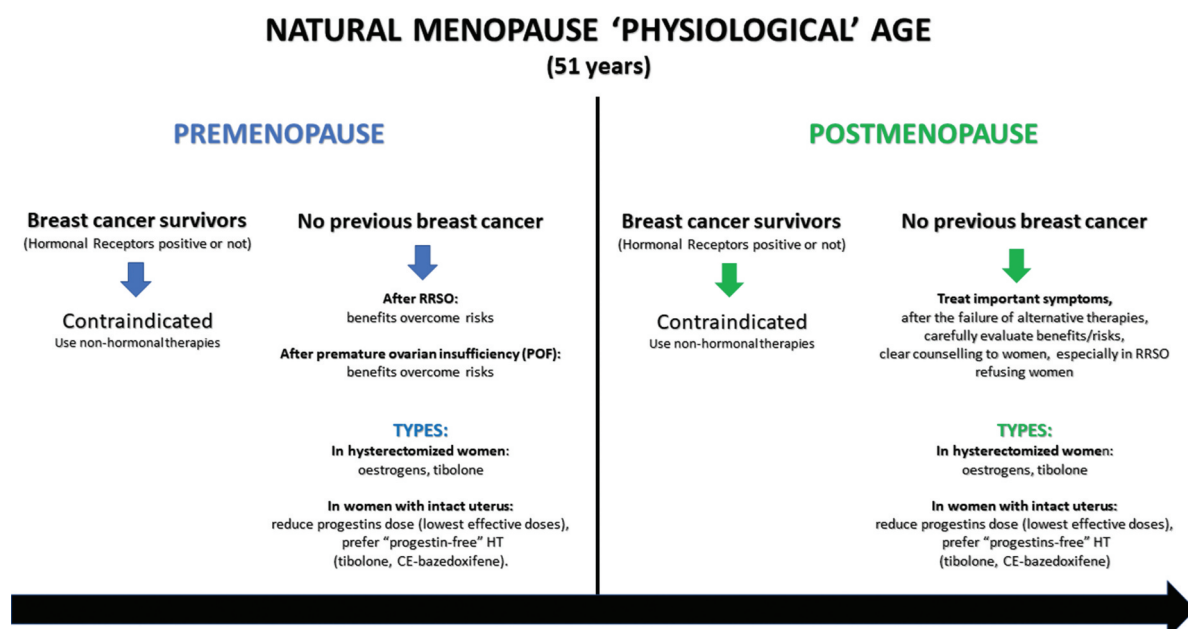 NATURAL MENOPAUSE ‘PHYSIOLOGICAL’ AGE
(51 years)
PREMENOPAUSE
Breast cancer survivors
(Hormonal Receptors positive or not)
Contraindicated
Use non-hormonal therapies
No previous breast cancer
After RRSO:
benefits overcome risks
After premature ovarian insufficiency (POF):
benefits overcome risks
TYPES:
In hysterectomized women:
oestrogens, tibolone
In women with intact uterus:
reduce progestins dose (lowest effective doses),
prefer “progestin-free” HT
(tibolone, CE-bazedoxifene).
POSTMENOPAUSE
Breast cancer survivors
(Hormonal Receptors positive or not)
Contraindicated
Use non-hormonal therapies
No previous breast cancer
Treat important symptoms,
after the failure of alternative therapies,
carefully evaluate benefits/risks,
clear counselling to women, especially in RRSO
refusing women
TYPES:
In hysterectomized women:
oestrogens, tibolone
In women with intact uterus:
reduce progestins dose (lowest effective doses),
prefer “progestins-free” HT
(tibolone, CE-bazedoxifene)